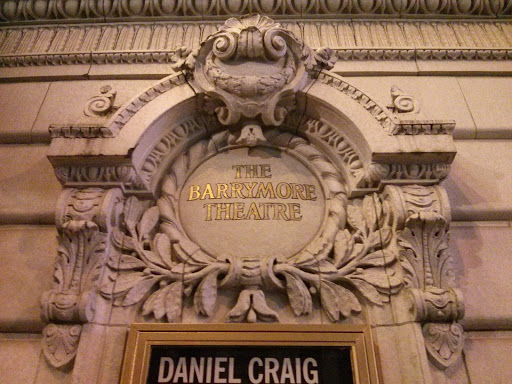 THE
BARRYMORE
THEATRE
DANIEL CRAIG